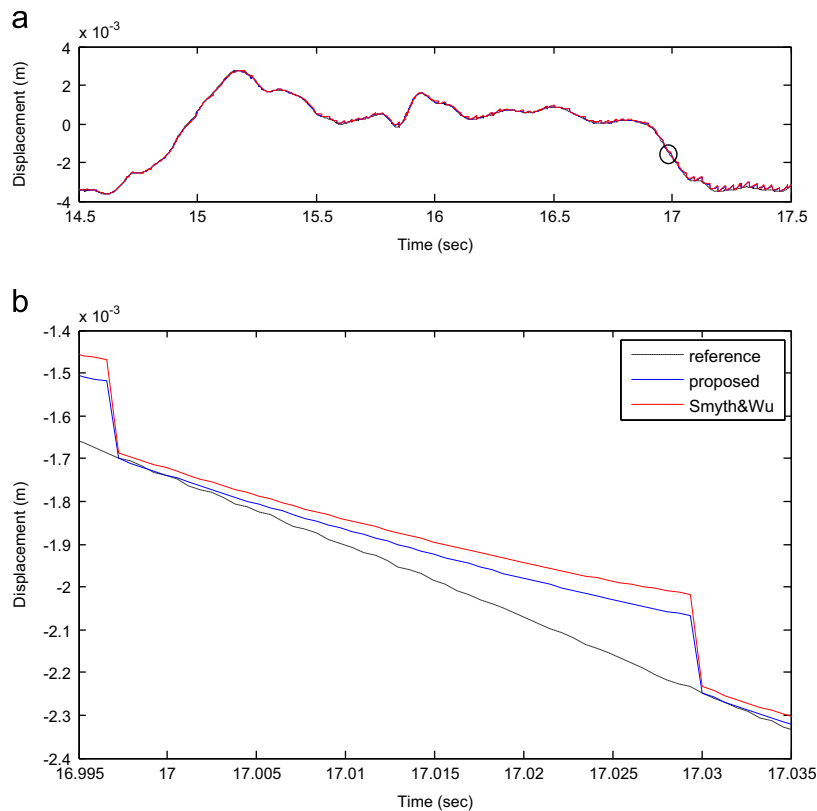 a
x 10⁻³
4
2
0
-2
-4
Displacement (m)
14.5 15 15.5 16 16.5 17 17.5
Time (sec)
b
x 10⁻³
-1.4
-1.5
-1.6
-1.7
-1.8
-1.9
-2
-2.1
-2.2
-2.3
-2.4
Displacement (m)
reference
proposed
Smyth&Wu
16.995 17 17.005 17.01 17.015 17.02 17.025 17.03 17.035
Time (sec)